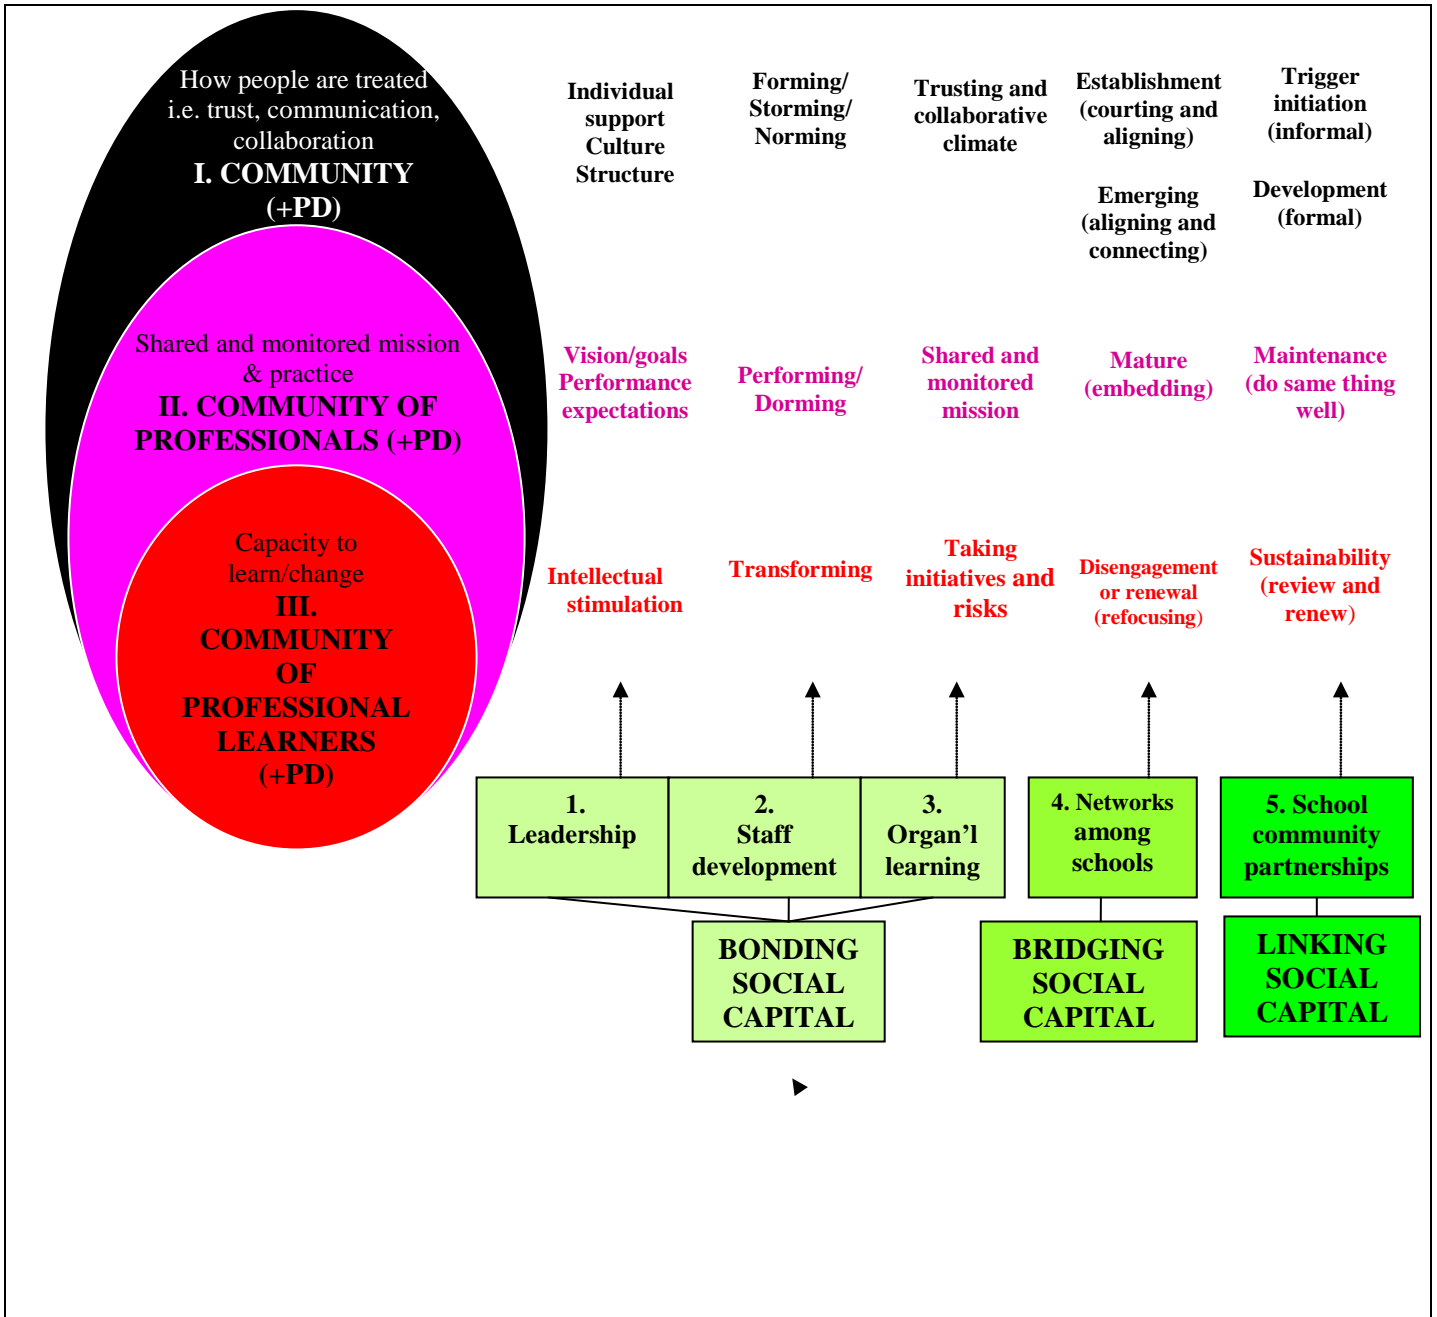 How people are treated
i.e. trust, communication,
collaboration
I. COMMUNITY
(+PD)
Individual
support
Culture
Structure
Forming/
Storming/
Norming
Trusting and
collaborative
climate
Establishment
(courting and
aligning)
Emerging
(aligning and
connecting)
Trigger
initiation
(informal)
Development
(formal)
Shared and monitored mission
& practice
II. COMMUNITY OF
PROFESSIONALS (+PD)
Vision/goals
Performance
expectations
Performing/
Dorming
Shared and
monitored
mission
Mature
(embedding)
Maintenance
(do same thing
well)
Capacity to
learn/change
III.
COMMUNITY
OF
PROFESSIONAL
LEARNERS
(+PD)
Intellectual
stimulation
Transforming
Taking
initiatives and
risks
Disengagement
or renewal
(refocusing)
Sustainability
(review and
renew)
1.
Leadership
2.
Staff
development
3.
Organ'l
learning
4. Networks
among
schools
5. School
community
partnerships
BONDING
SOCIAL
CAPITAL
BRIDGING
SOCIAL
CAPITAL
LINKING
SOCIAL
CAPITAL